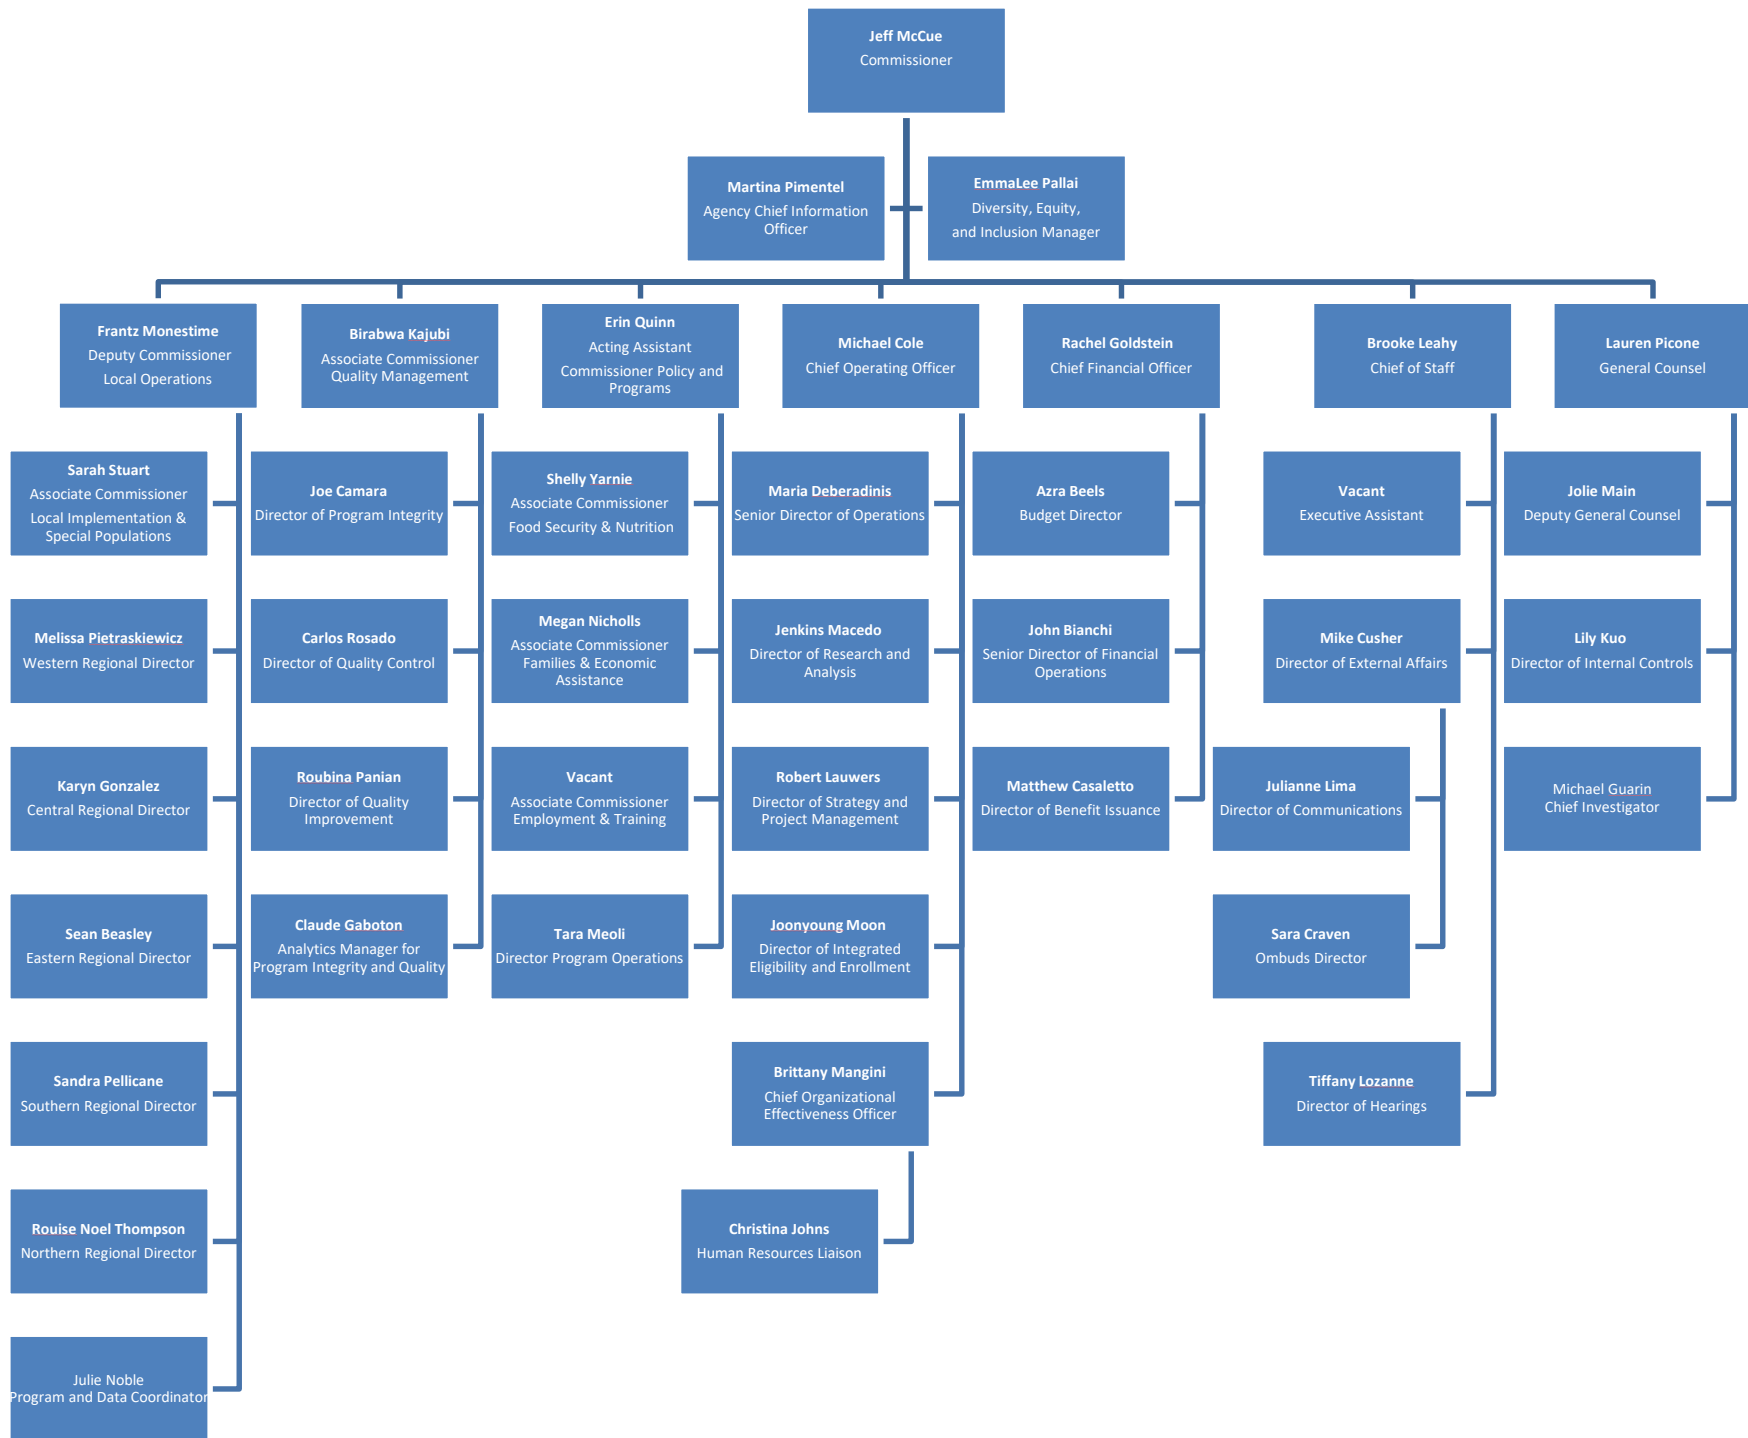 Jeff McCue
Commissioner
Martina Pimentel
Agency Chief Information
Officer
EmmaLee Pallai
Diversity, Equity,
and Inclusion Manager
Frantz Monestime
Deputy Commissioner
Local Operations
Birabwa Kajubi
Associate Commissioner
Quality Management
Erin Quinn
Acting Assistant
Commissioner Policy and
Programs
Michael Cole
Chief Operating Officer
Rachel Goldstein
Chief Financial Officer
Brooke Leahy
Chief of Staff
Lauren Picone
General Counsel
Sarah Stuart
Associate Commissioner
Local Implementation &
Special Populations
Joe Camara
Director of Program Integrity
Shelly Yarnie
Associate Commissioner
Food Security & Nutrition
Maria Deberadinis
Senior Director of Operations
Azra Beels
Budget Director
Vacant
Executive Assistant
Jolie Main
Deputy General Counsel
Melissa Pietraskiewicz
Western Regional Director
Carlos Rosado
Director of Quality Control
Megan Nicholls
Associate Commissioner
Families & Economic
Assistance
Jenkins Macedo
Director of Research and
Analysis
John Bianchi
Senior Director of Financial
Operations
Mike Cusher
Director of External Affairs
Lily Kuo
Director of Internal Controls
Karyn Gonzalez
Central Regional Director
Roubina Panian
Director of Quality
Improvement
Vacant
Associate Commissioner
Employment & Training
Robert Lauwers
Director of Strategy and
Project Management
Matthew Casaletto
Director of Benefit Issuance
Julianne Lima
Director of Communications
Michael Guarin
Chief Investigator
Sean Beasley
Eastern Regional Director
Claude Gaboton
Analytics Manager for
Program Integrity and Quality
Tara Meoli
Director Program Operations
Joonyoung Moon
Director of Integrated
Eligibility and Enrollment
Sara Craven
Ombuds Director
Sandra Pellicane
Southern Regional Director
Brittany Mangini
Chief Organizational
Effectiveness Officer
Tiffany Lozanne
Director of Hearings
Rouise Noel Thompson
Northern Regional Director
Christina Johns
Human Resources Liaison
Julie Noble
Program and Data Coordinator